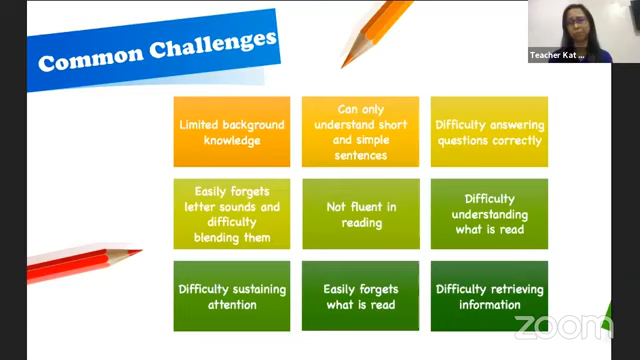 Common Challenges
Teacher Kat ...
Limited background
knowledge
Can only
understand short
and simple
sentences
Difficulty answering
questions correctly
Easily forgets
letter sounds and
difficulty
blending them
Not fluent in
reading
Difficulty
understanding
what is read
Difficulty sustaining
attention
Easily forgets
what is read
Difficulty retrieving
information
zoom